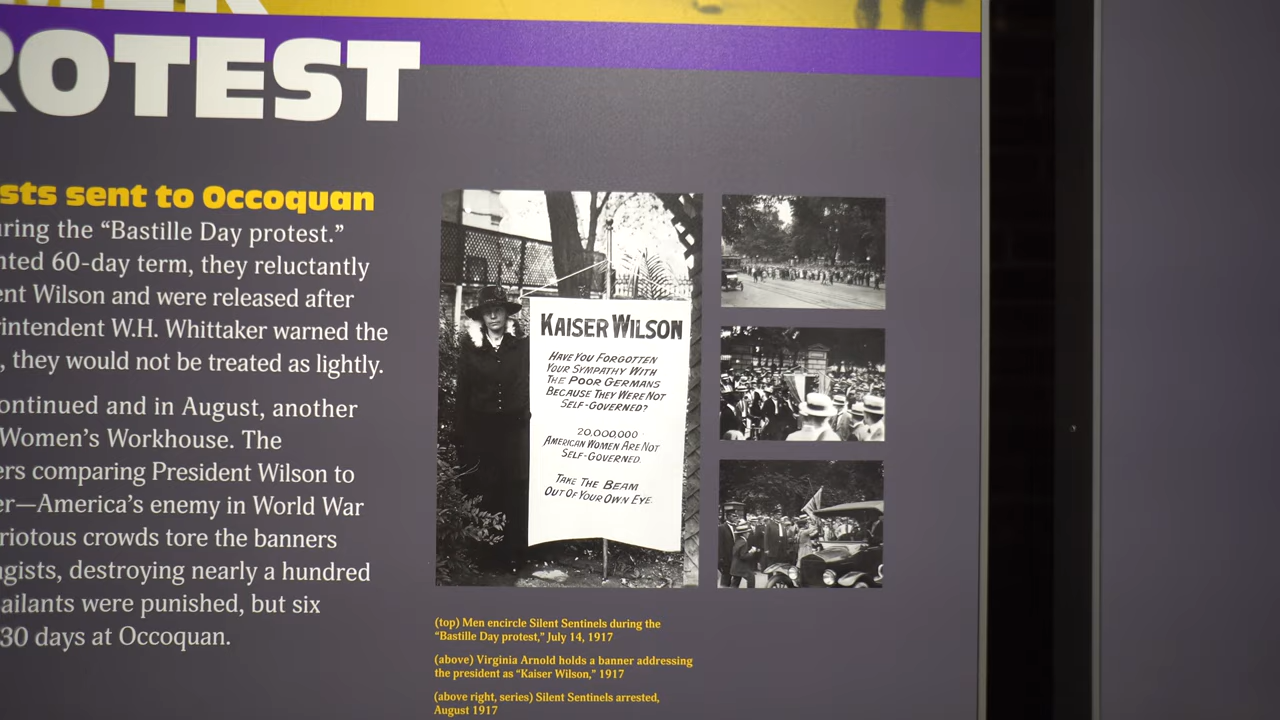 ROTEST
sts sent to Occoquan
uring the “Bastille Day protest.”
nted 60-day term, they reluctantly
ent Wilson and were released after
rintendent W.H. Whittaker warned the
, they would not be treated as lightly.
ontinued and in August, another
Women’s Workhouse. The
ers comparing President Wilson to
er—America’s enemy in World War
riotous crowds tore the banners
agists, destroying nearly a hundred
ailants were punished, but six
30 days at Occoquan.
KAISER WILSON
HAVE YOU FORGOTTEN
YOUR SYMPATHY WITH
THE POOR GERMANS
BECAUSE THEY WERE NOT
SELF-GOVERNED?
20,000,000
AMERICAN WOMEN ARE NOT
SELF-GOVERNED.
TAKE THE BEAM
OUT OF YOUR OWN EYE.
(top) Men encircle Silent Sentinels during the
“Bastille Day protest,” July 14, 1917
(above) Virginia Arnold holds a banner addressing
the president as “Kaiser Wilson,” 1917
(above right, series) Silent Sentinels arrested,
August 1917